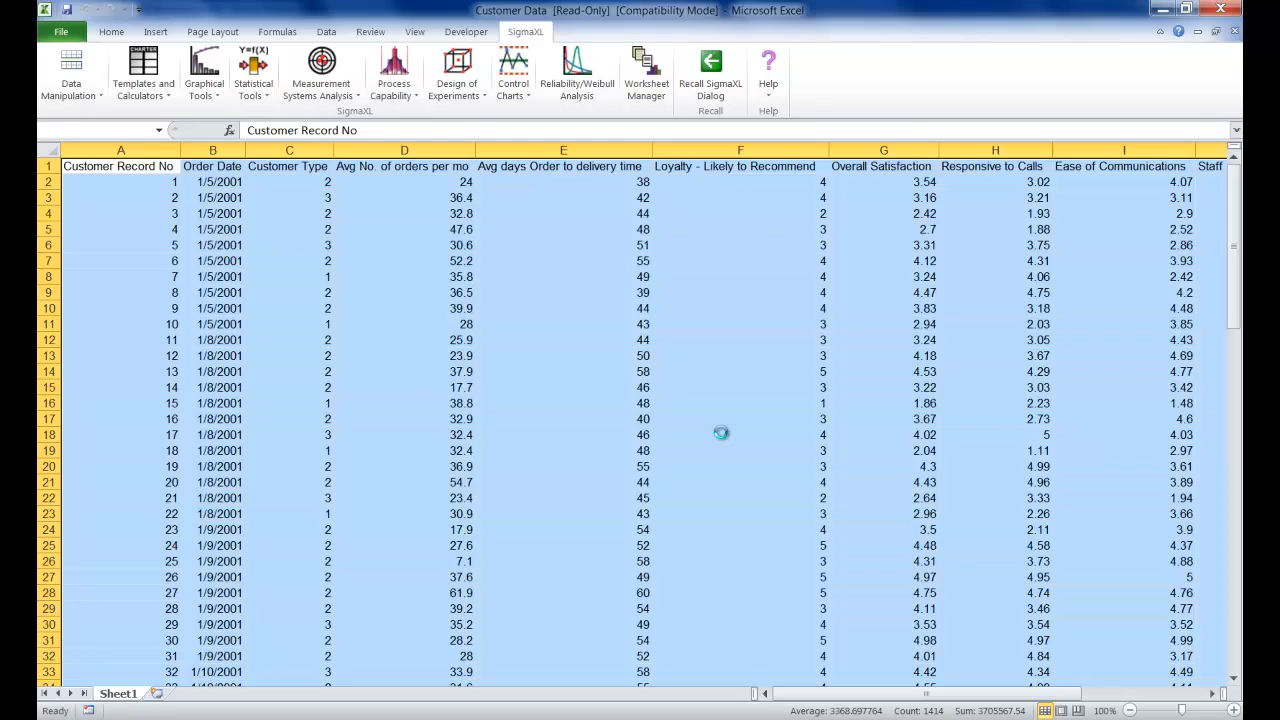 Customer Data [Read-Only] [Compatibility Mode] - Microsoft Excel
File Home Insert Page Layout Formulas Data Review View Developer SigmaXL
Data Manipulation Templates and Calculators Graphical Tools Statistical Tools Measurement Systems Analysis Process Capability Design of Experiments Control Charts Reliability/Weibull Analysis Worksheet Manager Recall SigmaXL Dialog Help
SigmaXL Recall Help
fx Customer Record No
A B C D E F G H I
1 Customer Record No Order Date Customer Type Avg No. of orders per mo Avg days Order to delivery time Loyalty - Likely to Recommend Overall Satisfaction Responsive to Calls Ease of Communications Staff
2 1 1/5/2001 2 24 38 4 3.54 3.02 4.07
3 2 1/5/2001 3 36.4 42 4 3.16 3.21 3.11
4 3 1/5/2001 2 32.8 44 2 2.42 1.93 2.9
5 4 1/5/2001 2 47.6 48 3 2.7 1.88 2.52
6 5 1/5/2001 3 30.6 51 3 3.31 3.75 2.86
7 6 1/5/2001 2 52.2 55 4 4.12 4.31 3.93
8 7 1/5/2001 1 35.8 49 4 3.24 4.06 2.42
9 8 1/5/2001 2 36.5 39 4 4.47 4.75 4.2
10 9 1/5/2001 2 39.9 44 4 3.83 3.18 4.48
11 10 1/5/2001 1 28 43 3 2.94 2.03 3.85
12 11 1/8/2001 2 25.9 44 3 3.24 3.05 4.43
13 12 1/8/2001 2 23.9 50 3 4.18 3.67 4.69
14 13 1/8/2001 2 37.9 58 5 4.53 4.29 4.77
15 14 1/8/2001 2 17.7 46 3 3.22 3.03 3.42
16 15 1/8/2001 1 38.8 48 1 1.86 2.23 1.48
17 16 1/8/2001 2 32.9 40 3 3.67 2.73 4.6
18 17 1/8/2001 3 32.4 46 4 4.02 5 4.03
19 18 1/8/2001 1 32.4 48 3 2.04 1.11 2.97
20 19 1/8/2001 2 36.9 55 3 4.3 4.99 3.61
21 20 1/8/2001 2 54.7 44 4 4.43 4.96 3.89
22 21 1/8/2001 3 23.4 45 2 2.64 3.33 1.94
23 22 1/8/2001 1 30.9 43 3 2.96 2.26 3.66
24 23 1/9/2001 2 17.9 54 4 3.5 2.11 3.9
25 24 1/9/2001 2 27.6 52 5 4.48 4.58 4.37
26 25 1/9/2001 2 7.1 58 3 4.31 3.73 4.88
27 26 1/9/2001 2 37.6 49 5 4.97 4.95 5
28 27 1/9/2001 2 61.9 60 5 4.75 4.74 4.76
29 28 1/9/2001 2 39.2 54 3 4.11 3.46 4.77
30 29 1/9/2001 3 35.2 49 4 3.53 3.54 3.52
31 30 1/9/2001 2 28.2 54 5 4.98 4.97 4.99
32 31 1/9/2001 2 28 52 4 4.01 4.84 3.17
33 32 1/10/2001 3 33.9 58 4 4.42 4.34 4.49
Sheet1
Ready Average: 3368.697764 Count: 1414 Sum: 3705567.54 100%